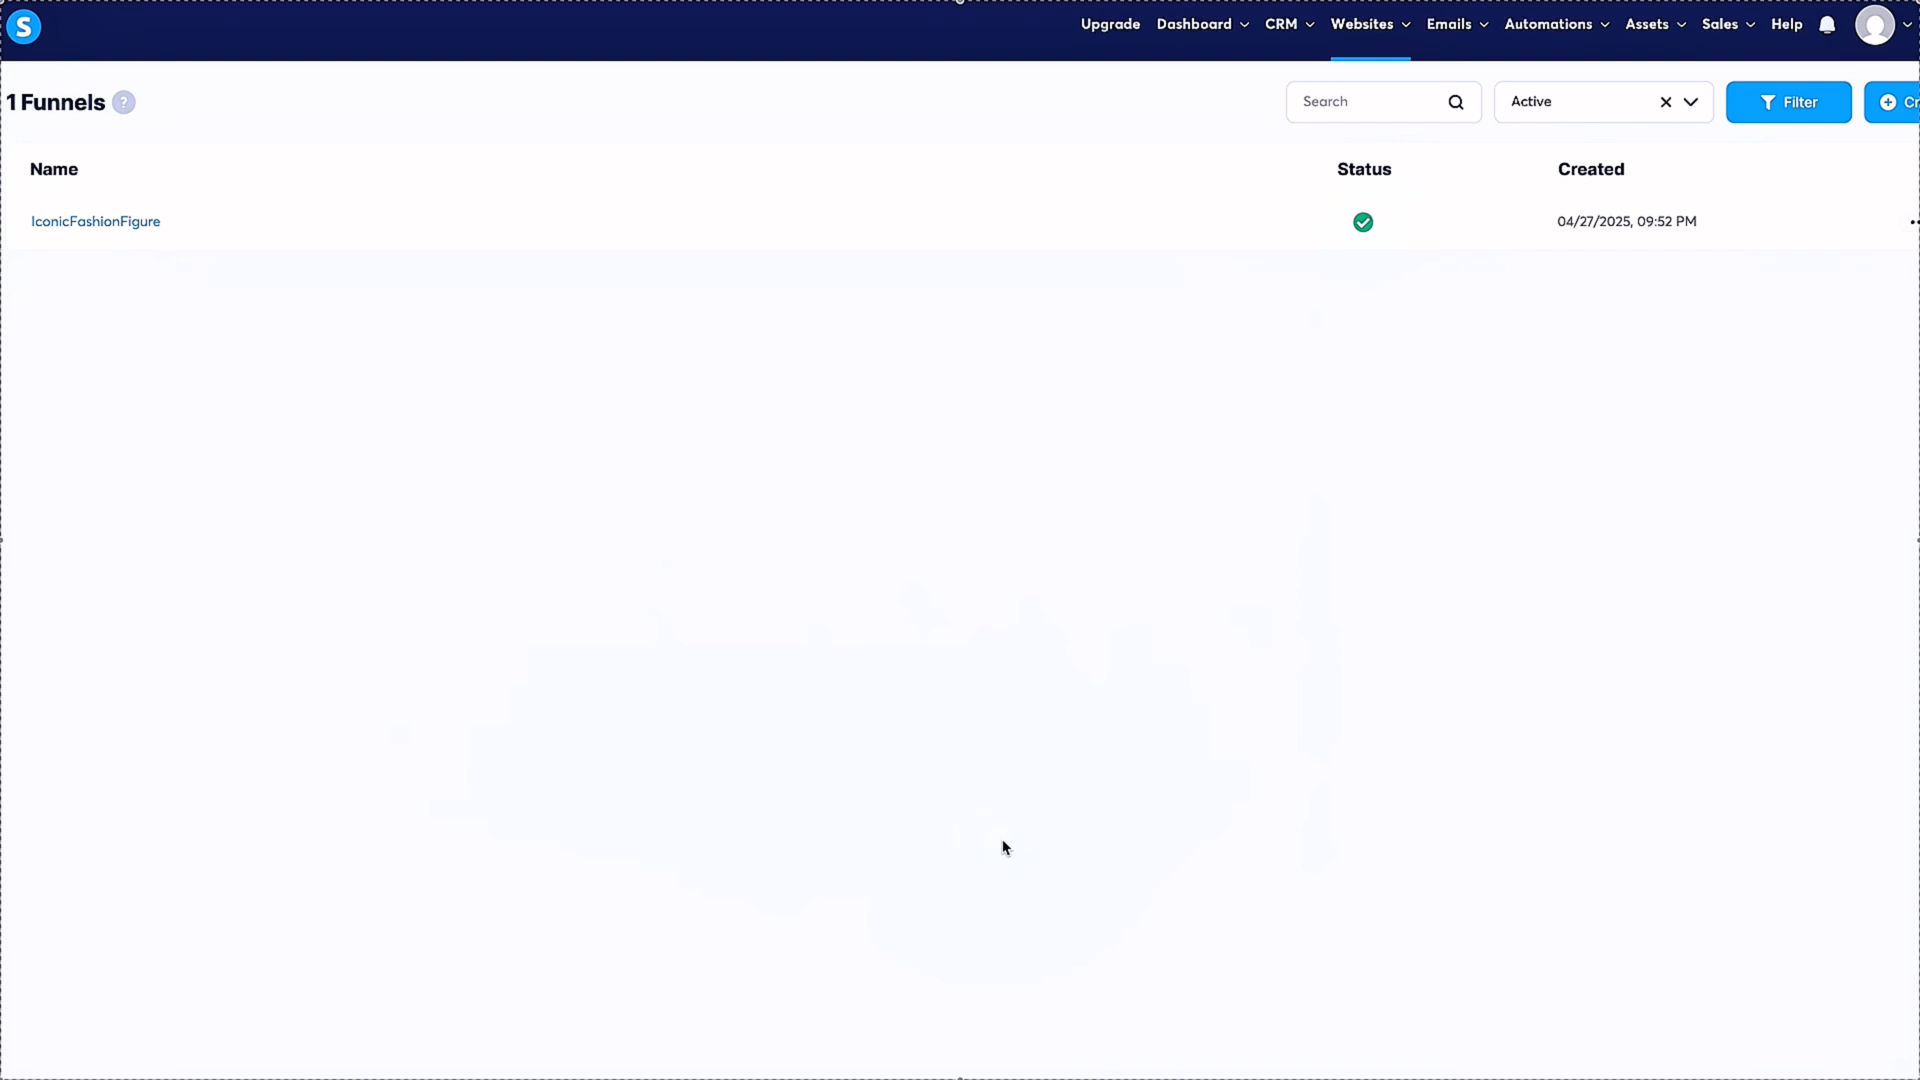 S
Upgrade Dashboard CRM Websites Emails Automations Assets Sales Help
1 Funnels ?
Search
Active
Filter
Cr
Name Status Created
IconicFashionFigure 04/27/2025, 09:52 PM